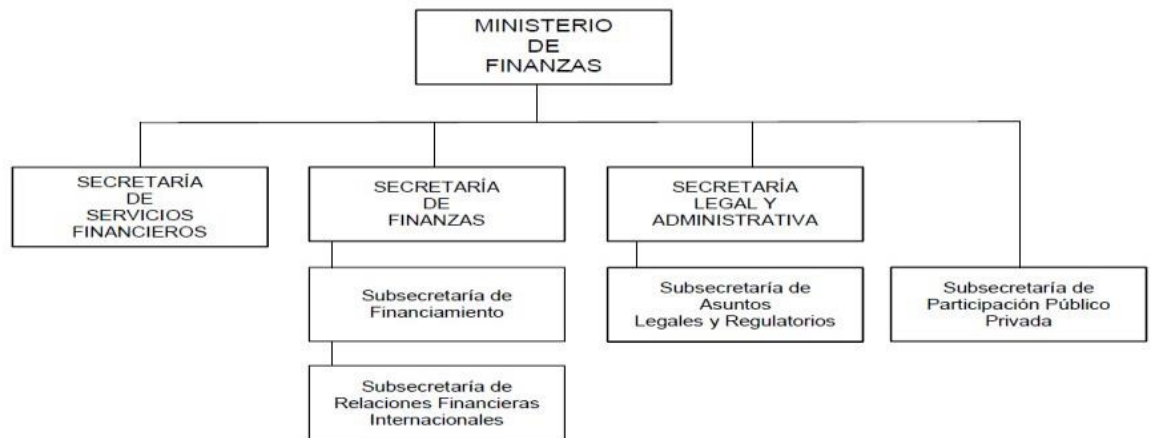 MINISTERIO
DE
FINANZAS
SECRETARÍA
DE
SERVICIOS
FINANCIEROS
SECRETARÍA
DE
FINANZAS
SECRETARÍA
LEGAL Y
ADMINISTRATIVA
Subsecretaría de
Financiamiento
Subsecretaría de
Asuntos
Legales y Regulatorios
Subsecretaría de
Participación Público
Privada
Subsecretaría de
Relaciones Financieras
Internacionales